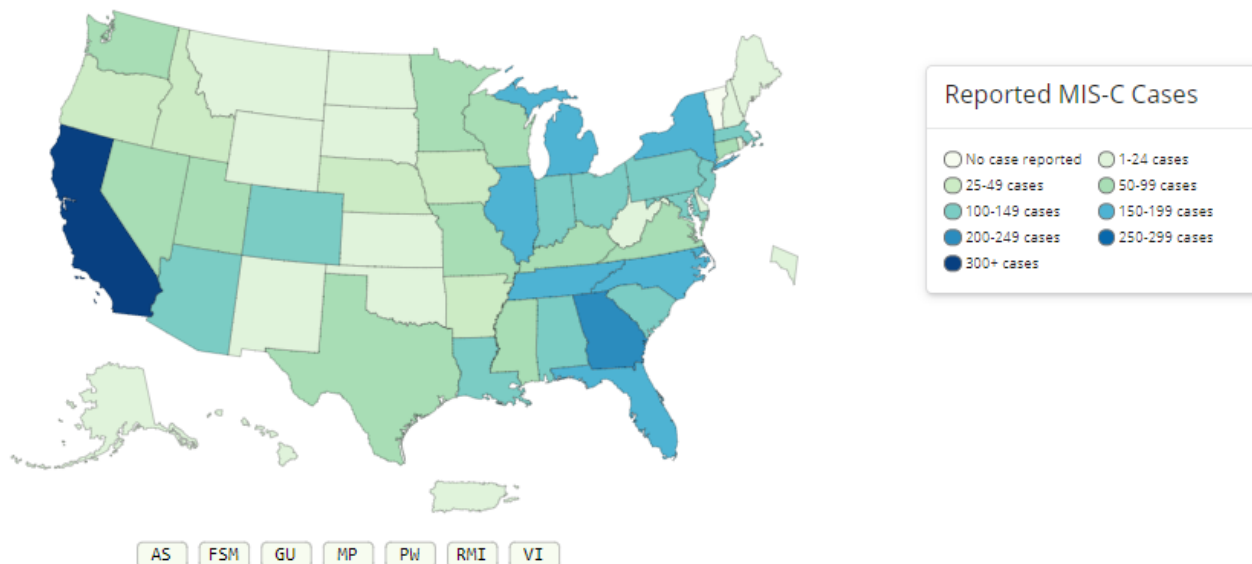 Reported MIS-C Cases
No case reported 1-24 cases
25-49 cases 50-99 cases
100-149 cases 150-199 cases
200-249 cases 250-299 cases
300+ cases
AS FSM GU MP PW RMI VI